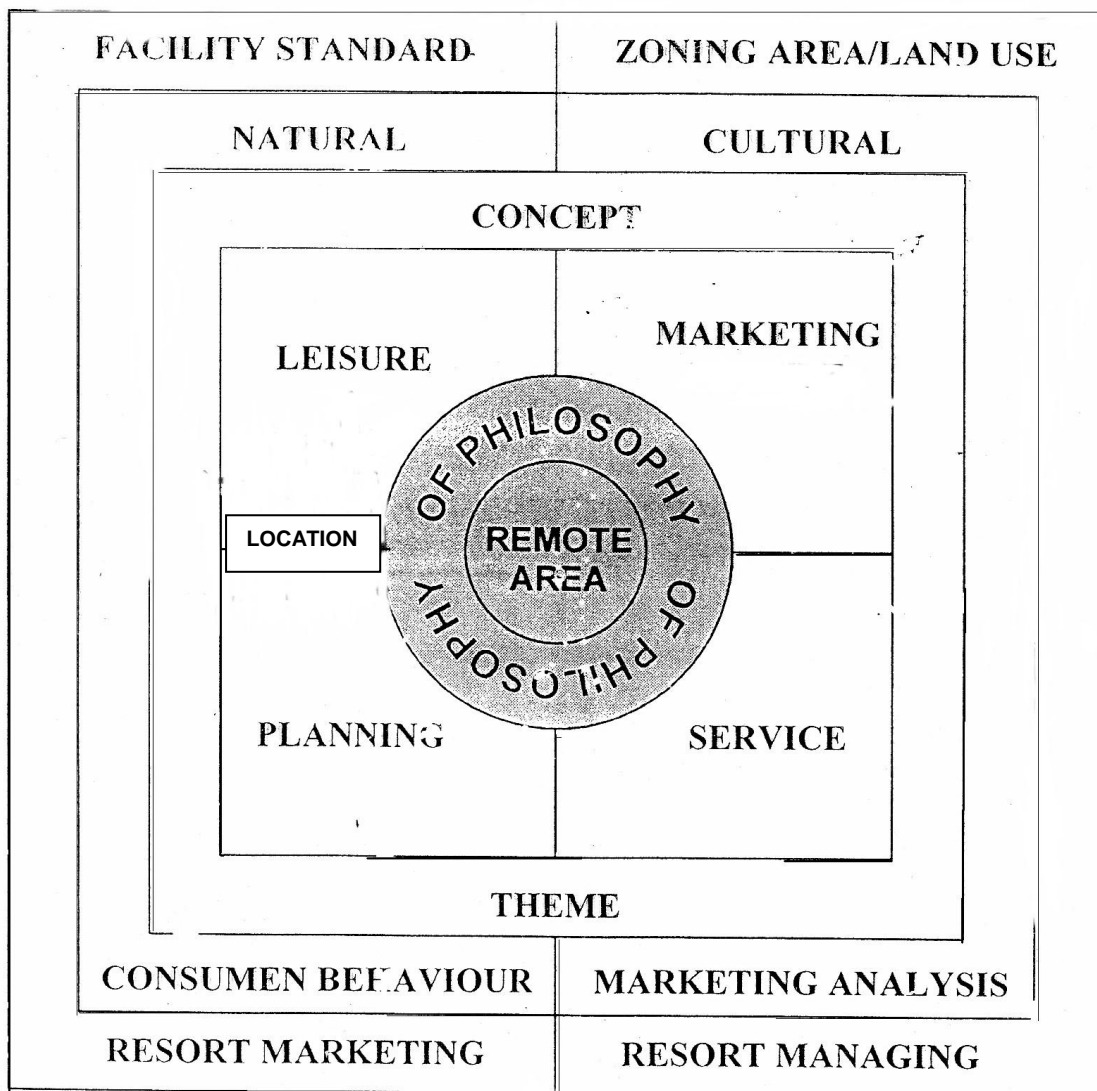 FACILITY STANDARD
ZONING AREA/LAND USE
NATURAL
CULTURAL
CONCEPT
LEISURE
MARKETING
OF PHILOSOPHY
OF PHILOSOPHY
LOCATION
REMOTE
AREA
PLANNING
SERVICE
THEME
CONSUMEN BEHAVIOUR
MARKETING ANALYSIS
RESORT MARKETING
RESORT MANAGING